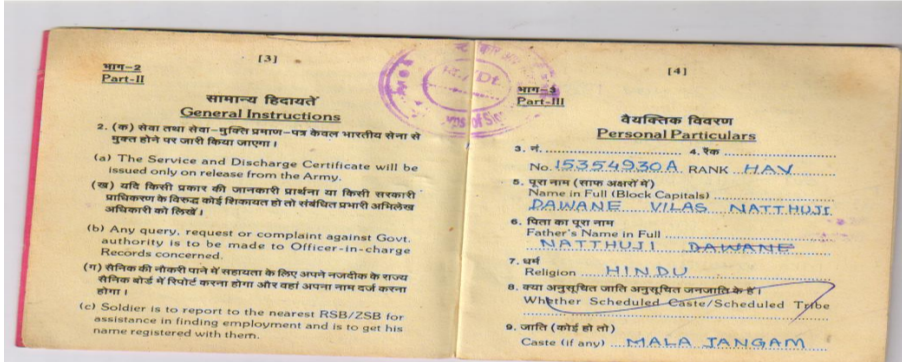 [3]
भाग-2
Part-II
सामान्य हिदायतें
General Instructions
2. (क) सेवा तथा सेवा-मुक्ति प्रमाण-पत्र केवल भारतीय सेना से
मुक्त होने पर जारी किया जाएगा।
(a) The Service and Discharge Certificate will be
issued only on release from the Army.
(ख) यदि किसी प्रकार की जानकारी प्रार्थना या किसी सरकारी
प्राधिकरण के विरुद्ध कोई शिकायत हो तो संबंधित प्रभारी अभिलेख
अधिकारी को लिखें।
(b) Any query, request or complaint against Govt.
authority is to be made to Officer-in-charge
Records concerned.
(ग) सैनिक की नौकरी पाने में सहायता के लिए अपने नजदीक के राज्य
सैनिक बोर्ड में रिपोर्ट करना होगा और वहां अपना नाम दर्ज करना
होगा।
(c) Soldier is to report to the nearest RSB/ZSB for
assistance in finding employment and is to get his
name registered with them.
[4]
भाग-3
Part-III
वैयक्तिक विवरण
Personal Particulars
3. नं. 4. रैंक
No. 15354930A RANK HAV
5. पूरा नाम (साफ अक्षरों में)
Name in Full (Block Capitals)
DAWANE VILAS NATTHUJI
6. पिता का पूरा नाम
Father's Name in Full
NATTHUJI DAWANE
7. धर्म
Religion HINDU
8. क्या अनुसूचित जाति अनुसूचित जनजाति के हैं।
Whether Scheduled Caste/Scheduled Tribe
9. जाति (कोई हो तो)
Caste (if any) MALA JANGAM